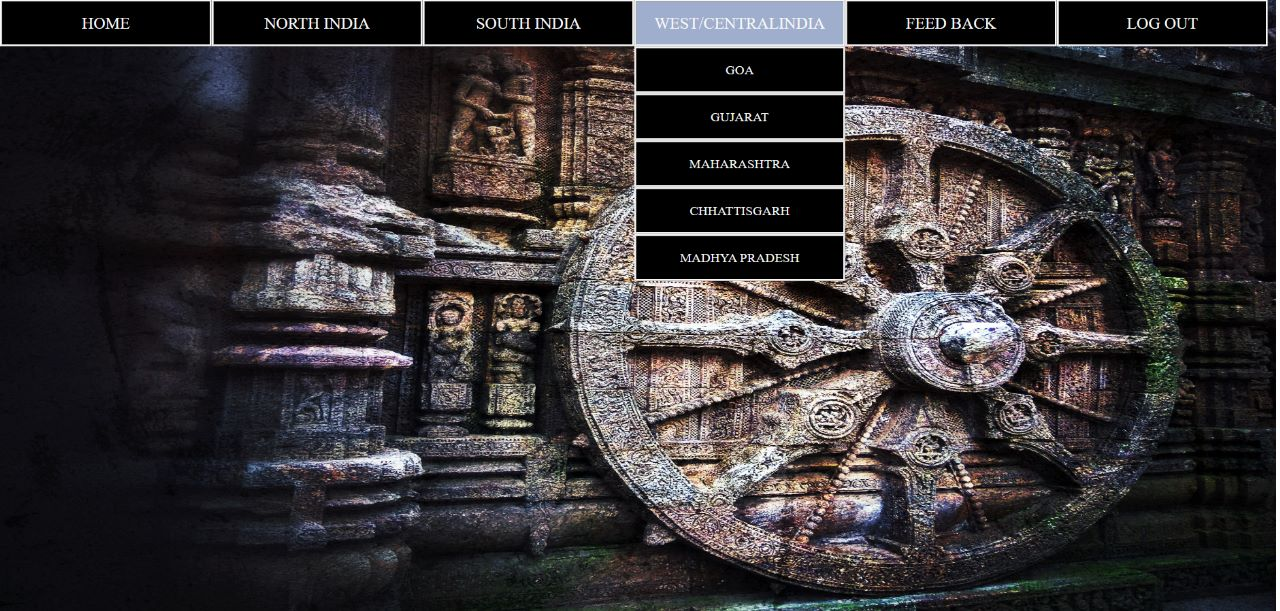 HOME
NORTH INDIA
SOUTH INDIA
WEST/CENTRALINDIA
FEED BACK
LOG OUT
GOA
GUJARAT
MAHARASHTRA
CHHATTISGARH
MADHYA PRADESH